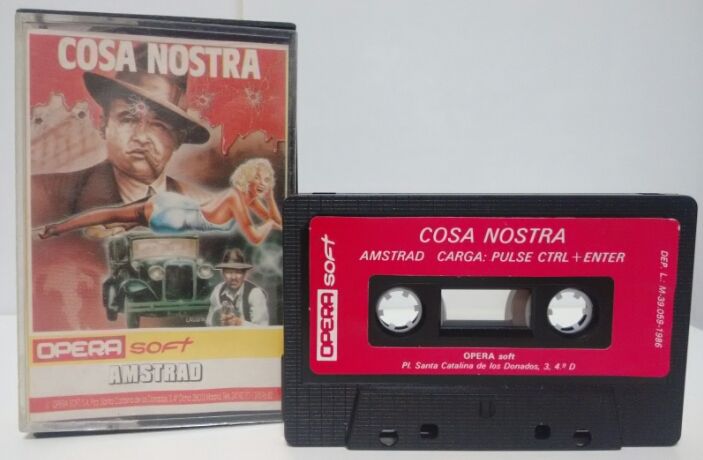 COSA NOSTRA
OPERA soft
AMSTRAD
COSA NOSTRA
AMSTRAD CARGA: PULSE CTRL+ENTER
OPERA soft
DEP. L.: M-39.059-1986
OPERA soft
Pl. Santa Catalina de los Donados, 3, 4.º D